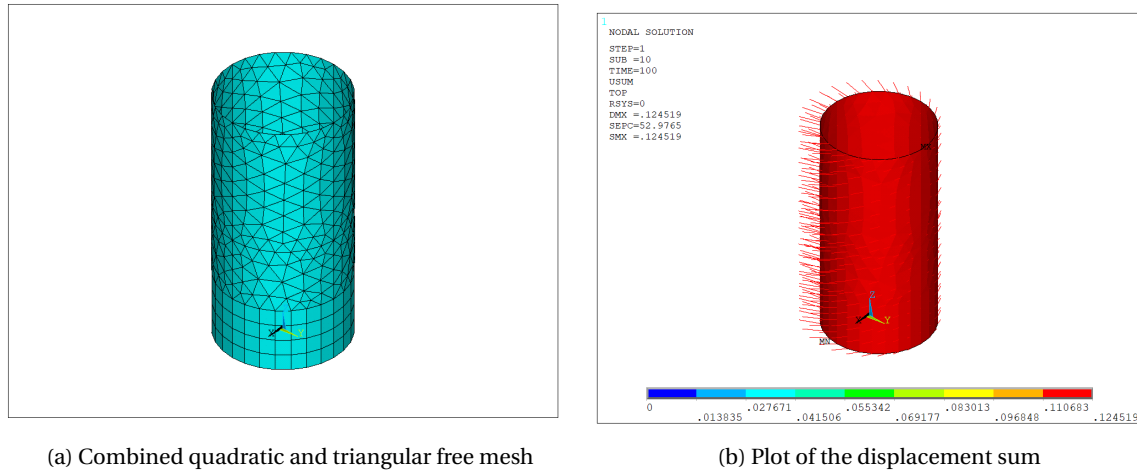 X
Y
1
NODAL SOLUTION
STEP=1
SUB =10
TIME=100
USUM
TOP
RSYS=0
DMX =.124519
SEPC=52.9765
SMX =.124519
MX
Z
X
Y
MN
0
.013835
.027671
.041506
.055342
.069177
.083013
.096848
.110683
.124519
(a) Combined quadratic and triangular free mesh
(b) Plot of the displacement sum